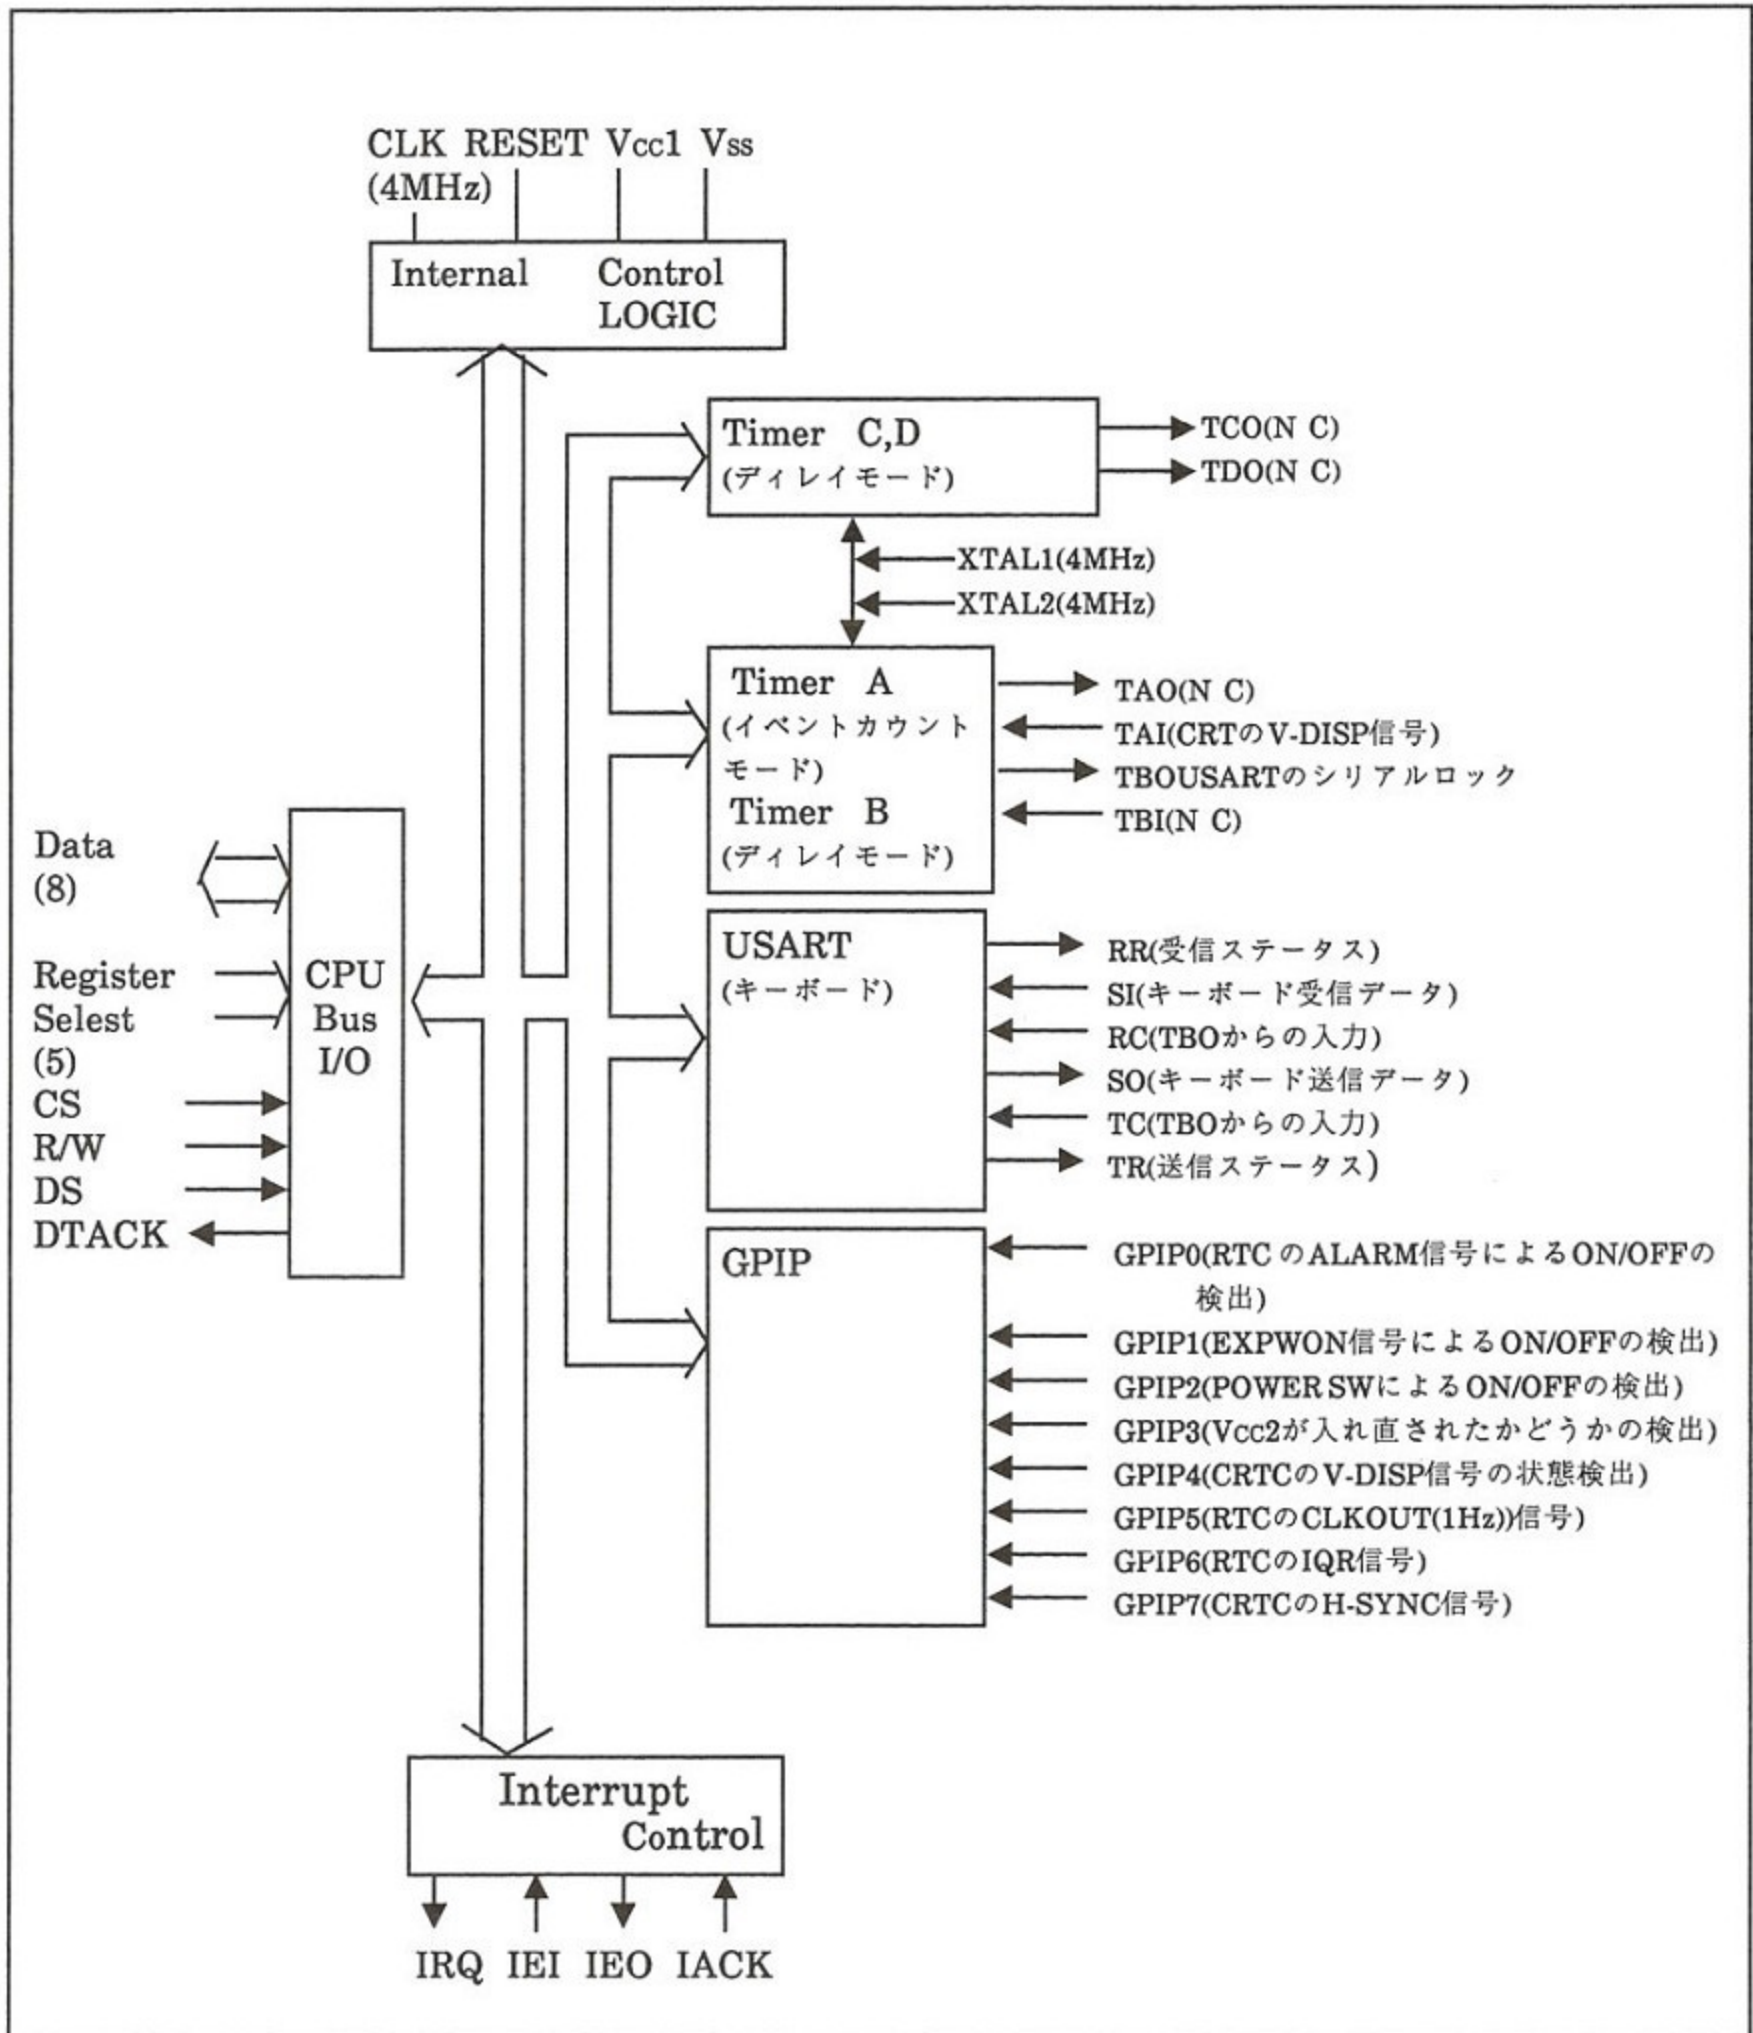 CLK RESET Vcc1 Vss
(4MHz)
Internal Control
LOGIC
Timer C,D
(ディレイモード)
TCO(N C)
TDO(N C)
XTAL1(4MHz)
XTAL2(4MHz)
Timer A
(イベントカウント
モード)
Timer B
(ディレイモード)
TAO(N C)
TAI(CRTのV-DISP信号)
TBOUSARTのシリアルロック
TBI(N C)
Data
(8)
Register
Selest
(5)
CS
R/W
DS
DTACK
CPU
Bus
I/O
USART
(キーボード)
RR(受信ステータス)
SI(キーボード受信データ)
RC(TBOからの入力)
SO(キーボード送信データ)
TC(TBOからの入力)
TR(送信ステータス)
GPIP
GPIP0(RTCのALARM信号によるON/OFFの
検出)
GPIP1(EXPWON信号によるON/OFFの検出)
GPIP2(POWER SWによるON/OFFの検出)
GPIP3(Vcc2が入れ直されたかどうかの検出)
GPIP4(CRTCのV-DISP信号の状態検出)
GPIP5(RTCのCLKOUT(1Hz))信号)
GPIP6(RTCのIQR信号)
GPIP7(CRTCのH-SYNC信号)
Interrupt
Control
IRQ IEI IEO IACK